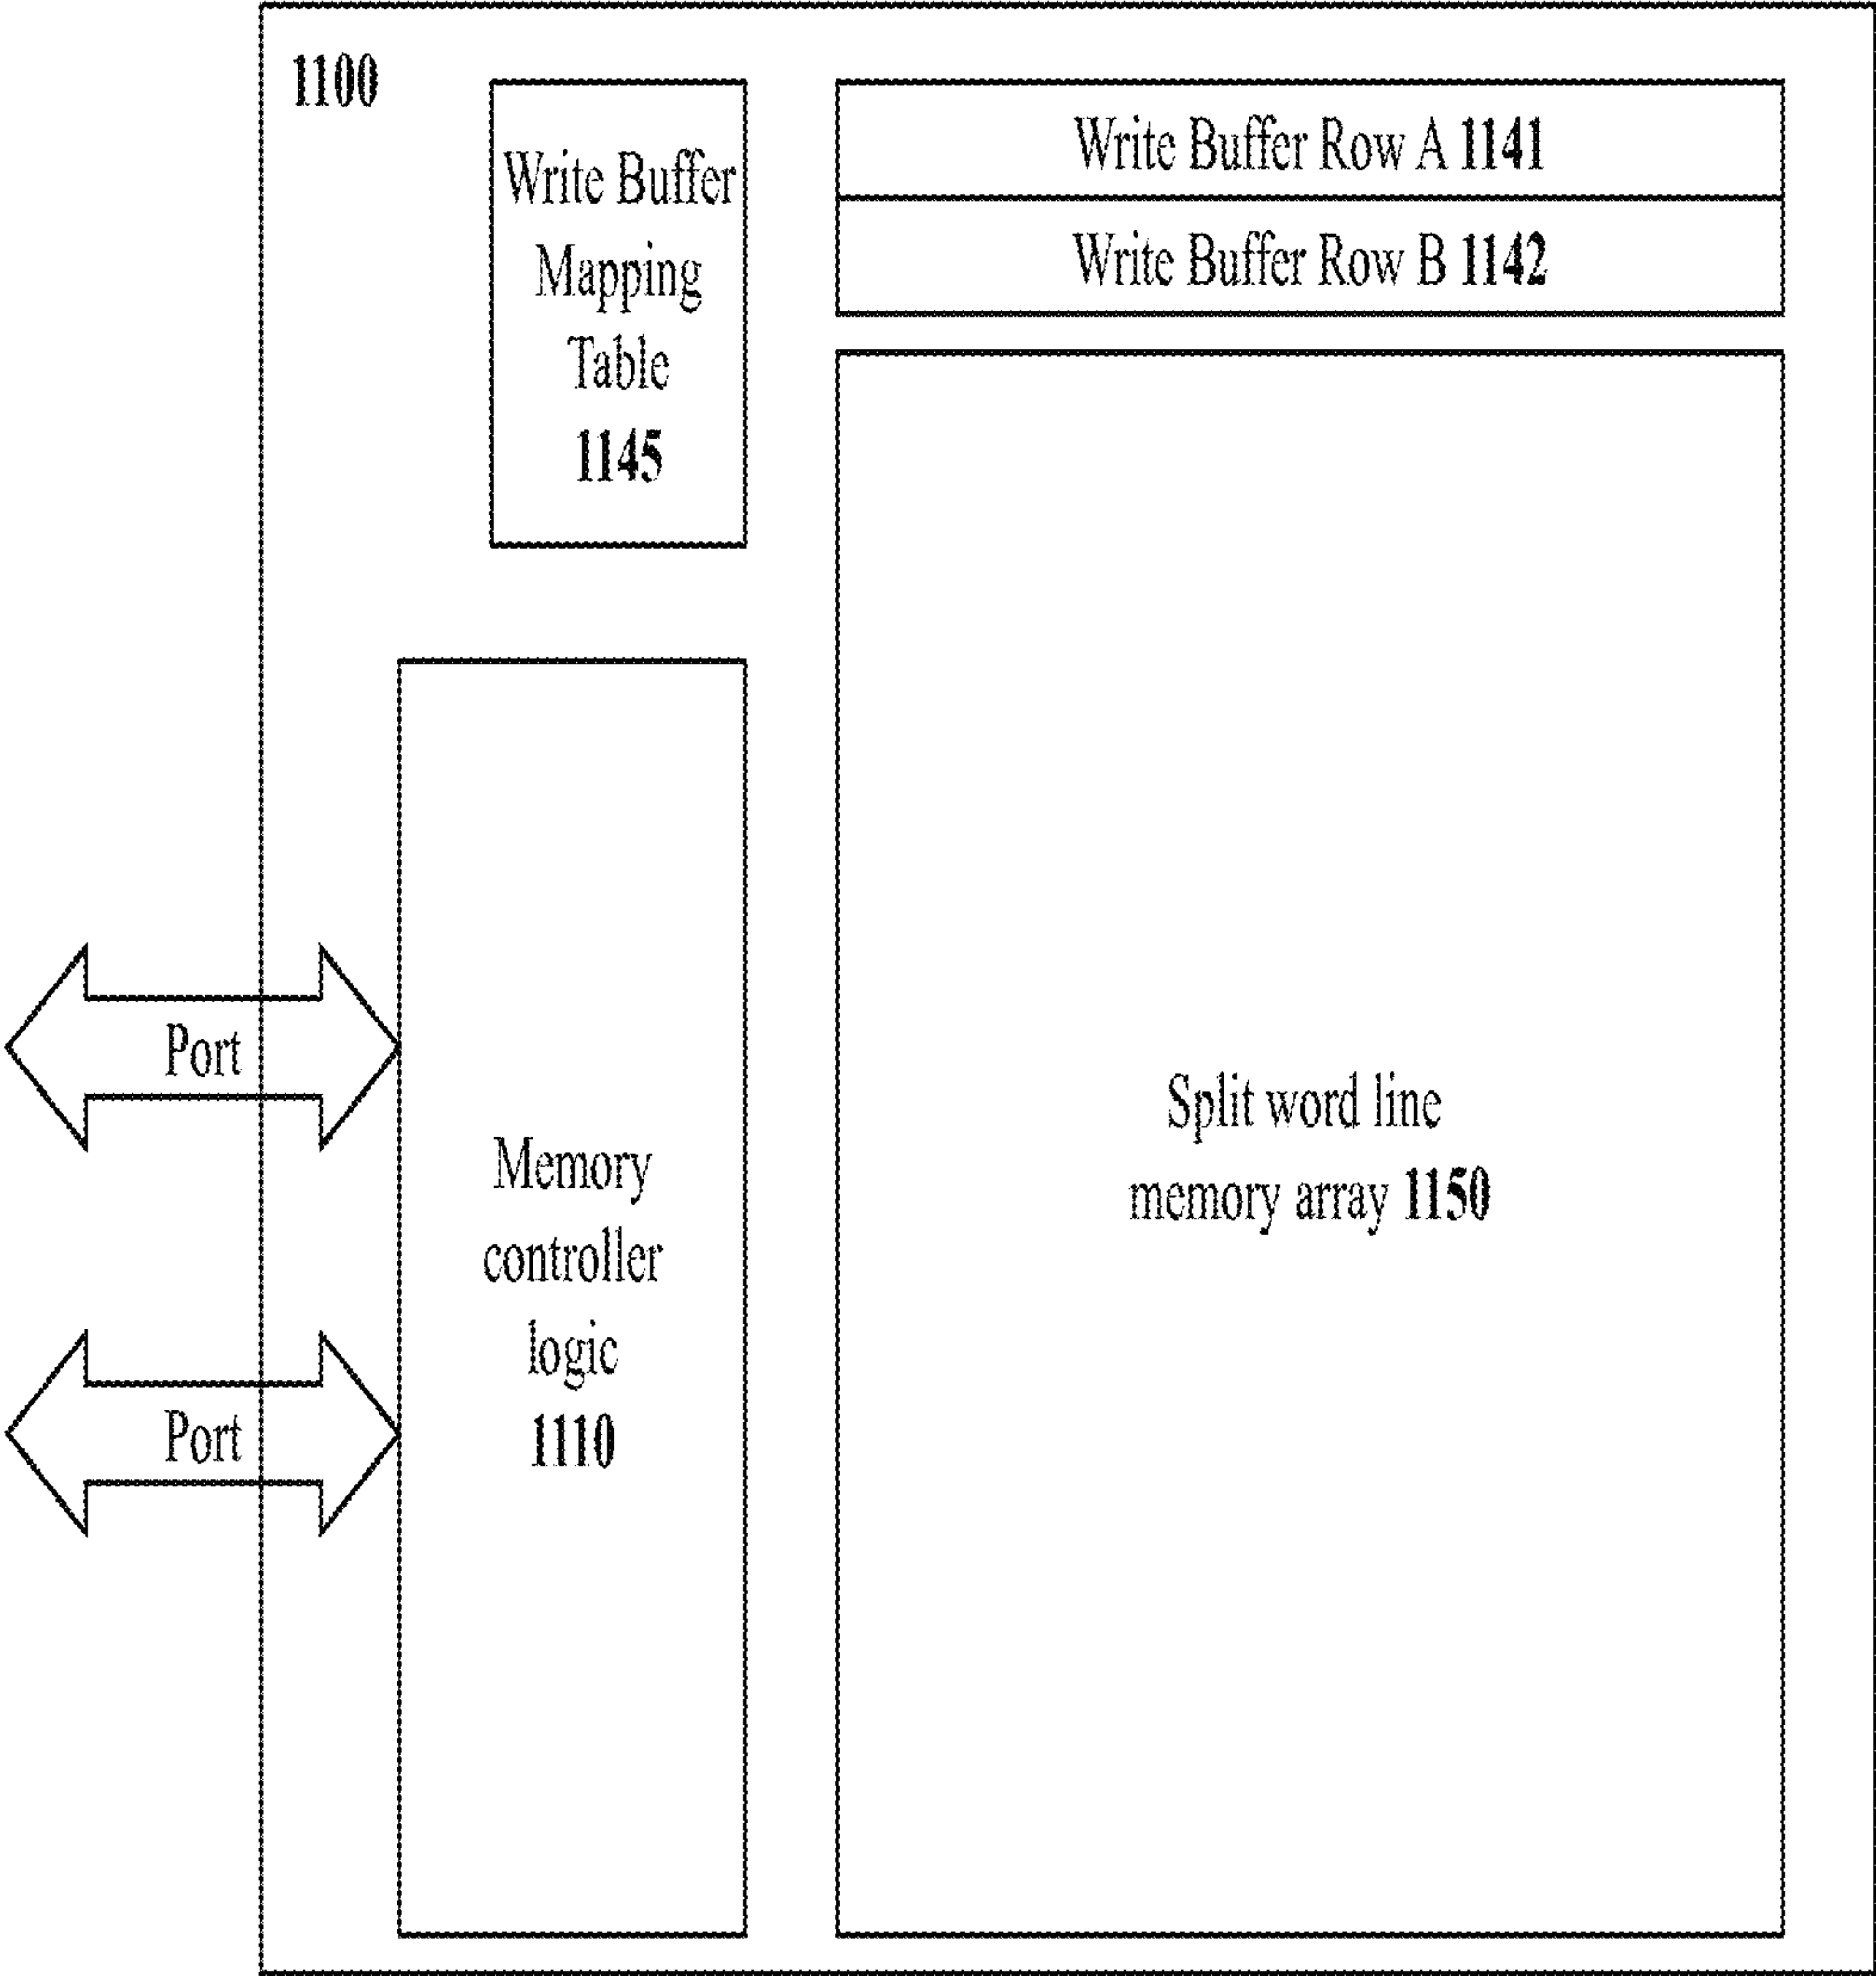 1100
Write Buffer
Mapping
Table
1145
Write Buffer Row A 1141
Write Buffer Row B 1142
Port
Port
Memory
controller
logic
1110
Split word line
memory array 1150